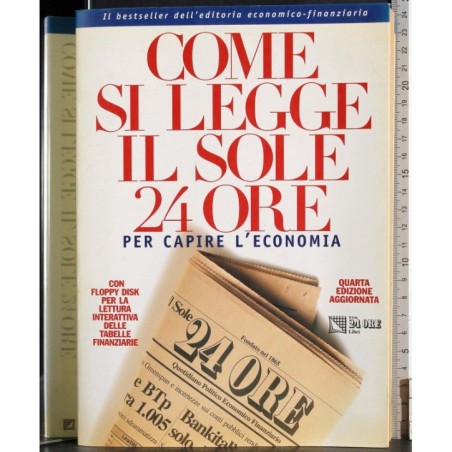 Il bestseller dell'editoria economico-finanziaria
COME
SI LEGGE
IL SOLE
24 ORE
PER CAPIRE L'ECONOMIA
CON
FLOPPY DISK
PER LA
LETTURA
INTERATTIVA
DELLE
TABELLE
FINANZIARIE
QUARTA
EDIZIONE
AGGIORNATA
24 ORE
Libri
Il Sole
Fondato nel 1865
24 ORE
Quotidiano Politico Economico Finanziario
e BTp
Bankital
a 1.005 solo
COME SI LEGGE IL SOLE 24 ORE